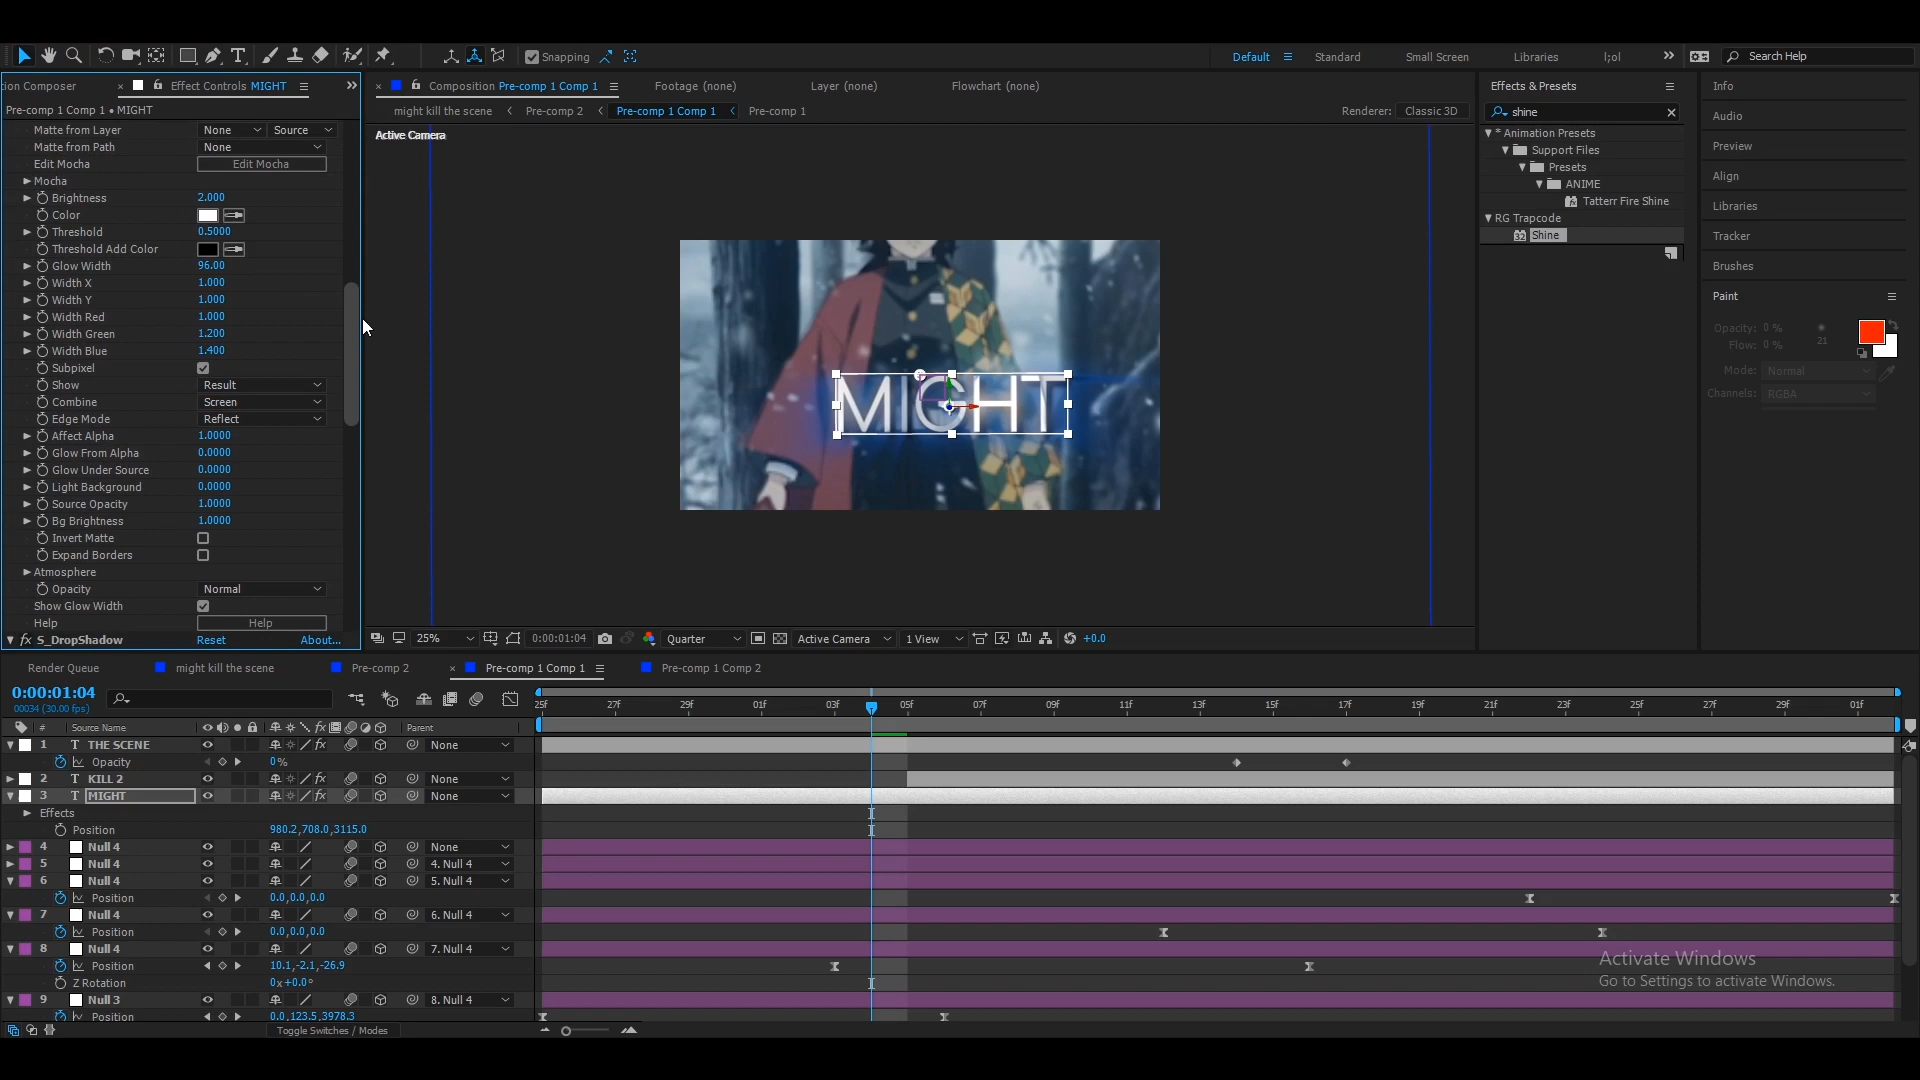 Snapping
Default
Standard
Small Screen
Libraries
l;ol
Search Help
tion Composer
Effect Controls MIGHT
Composition Pre-comp 1 Comp 1
Footage (none)
Layer (none)
Flowchart (none)
Effects & Presets
Info
Pre-comp 1 Comp 1 • MIGHT
might kill the scene
Pre-comp 2
Pre-comp 1 Comp 1
Pre-comp 1
Renderer: Classic 3D
shine
Audio
Active Camera
Matte from Layer None Source
Matte from Path None
Edit Mocha Edit Mocha
Mocha
Brightness 2.000
Color
Threshold 0.5000
Threshold Add Color
Glow Width 96.00
Width X 1.000
Width Y 1.000
Width Red 1.000
Width Green 1.200
Width Blue 1.400
Subpixel
Show Result
Combine Screen
Edge Mode Reflect
Affect Alpha 1.0000
Glow From Alpha 0.0000
Glow Under Source 0.0000
Light Background 0.0000
Source Opacity 1.0000
Bg Brightness 1.0000
Invert Matte
Expand Borders
Atmosphere
Opacity Normal
Show Glow Width
Help Help
fx S_DropShadow Reset About...
MIGHT
* Animation Presets
Support Files
Presets
ANIME
Tatterr Fire Shine
RG Trapcode
32 Shine
Preview
Align
Libraries
Tracker
Brushes
Paint
Opacity: 0 %
Flow: 0 %
21
Mode: Normal
Channels: RGBA
25% 0:00:01:04 Quarter Active Camera 1 View +0.0
Render Queue
might kill the scene
Pre-comp 2
Pre-comp 1 Comp 1
Pre-comp 1 Comp 2
0:00:01:04
00034 (30.00 fps)
25f 27f 29f 01f 03f 05f 07f 09f 11f 13f 15f 17f 19f 21f 23f 25f 27f 29f 01f
# Source Name fx Parent
1 T THE SCENE fx None
Opacity 0%
2 T KILL 2 fx None
3 T MIGHT fx None
Effects
Position 980.2,708.0,3115.0
4 Null 4 None
5 Null 4 4. Null 4
6 Null 4 5. Null 4
Position 0.0,0.0,0.0
7 Null 4 6. Null 4
Position 0.0,0.0,0.0
8 Null 4 7. Null 4
Position 10.1,-2.1,-26.9
Z Rotation 0x+0.0°
9 Null 3 8. Null 4
Position 0.0,123.5,3978.3
Toggle Switches / Modes
Activate Windows
Go to Settings to activate Windows.